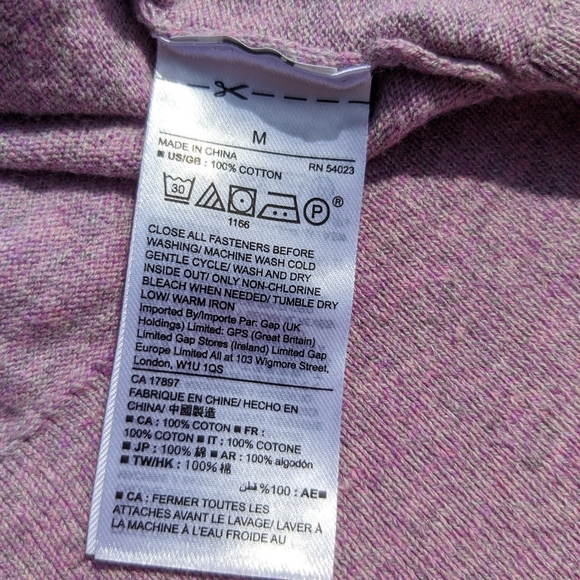 M
MADE IN CHINA RN 54023
■ US/GB : 100% COTTON
30 P ®
1166
CLOSE ALL FASTENERS BEFORE
WASHING/ MACHINE WASH COLD
GENTLE CYCLE/ WASH AND DRY
INSIDE OUT/ ONLY NON-CHLORINE
BLEACH WHEN NEEDED/ TUMBLE DRY
LOW/ WARM IRON
Imported By/Importe Par: Gap (UK
Holdings) Limited: GPS (Great Britain)
Limited Gap Stores (Ireland) Limited Gap
Europe Limited All at 103 Wigmore Street,
London, W1U 1QS
CA 17897
FABRIQUE EN CHINE/ HECHO EN
CHINA/ 中國製造
■ CA : 100% COTON ■ FR :
100% COTON ■ IT : 100% COTONE
■ JP : 100% 綿 ■ AR : 100% algodón
■ TW/HK : 100% 棉
قطن %100 : AE■
■ CA : FERMER TOUTES LES
ATTACHES AVANT LE LAVAGE/ LAVER À
LA MACHINE À L'EAU FROIDE AU